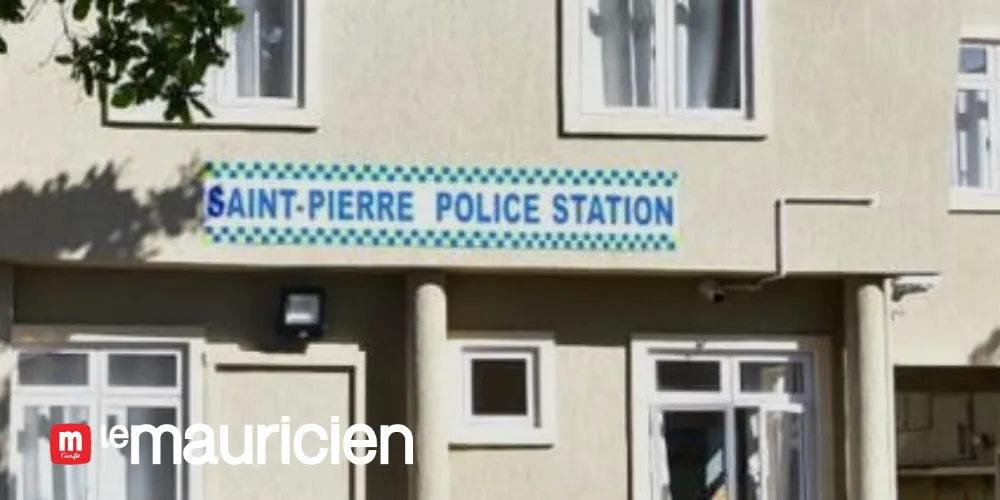 SAINT-PIERRE POLICE STATION
m lemauricien
l'info